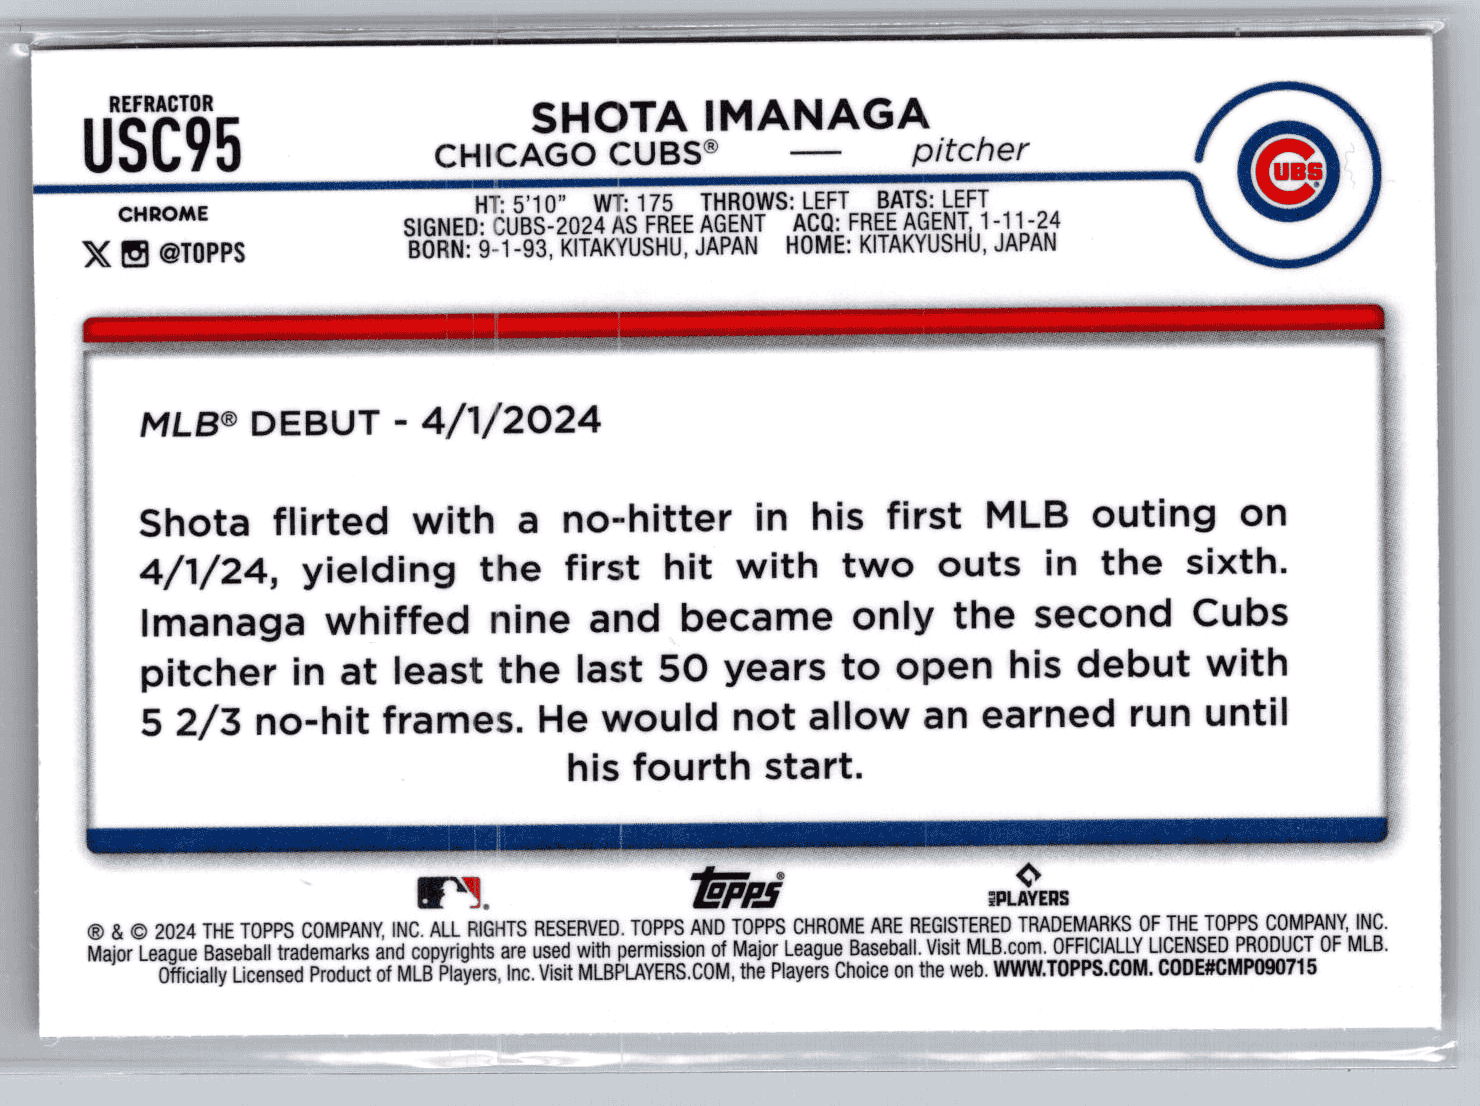 REFRACTOR
USC95
SHOTA IMANAGA
CHICAGO CUBS® — pitcher
CUBS®
CHROME
@TOPPS
HT: 5'10" WT: 175 THROWS: LEFT BATS: LEFT
SIGNED: CUBS-2024 AS FREE AGENT ACQ: FREE AGENT, 1-11-24
BORN: 9-1-93, KITAKYUSHU, JAPAN HOME: KITAKYUSHU, JAPAN
MLB® DEBUT - 4/1/2024
Shota flirted with a no-hitter in his first MLB outing on
4/1/24, yielding the first hit with two outs in the sixth.
Imanaga whiffed nine and became only the second Cubs
pitcher in at least the last 50 years to open his debut with
5 2/3 no-hit frames. He would not allow an earned run until
his fourth start.
Topps®
MLB PLAYERS
® & © 2024 THE TOPPS COMPANY, INC. ALL RIGHTS RESERVED. TOPPS AND TOPPS CHROME ARE REGISTERED TRADEMARKS OF THE TOPPS COMPANY, INC.
Major League Baseball trademarks and copyrights are used with permission of Major League Baseball. Visit MLB.com. OFFICIALLY LICENSED PRODUCT OF MLB.
Officially Licensed Product of MLB Players, Inc. Visit MLBPLAYERS.COM, the Players Choice on the web. WWW.TOPPS.COM. CODE#CMP090715